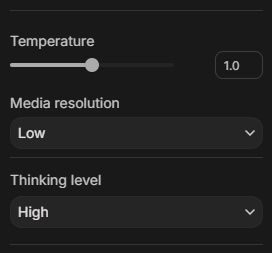 Temperature
1.0
Media resolution
Low
Thinking level
High